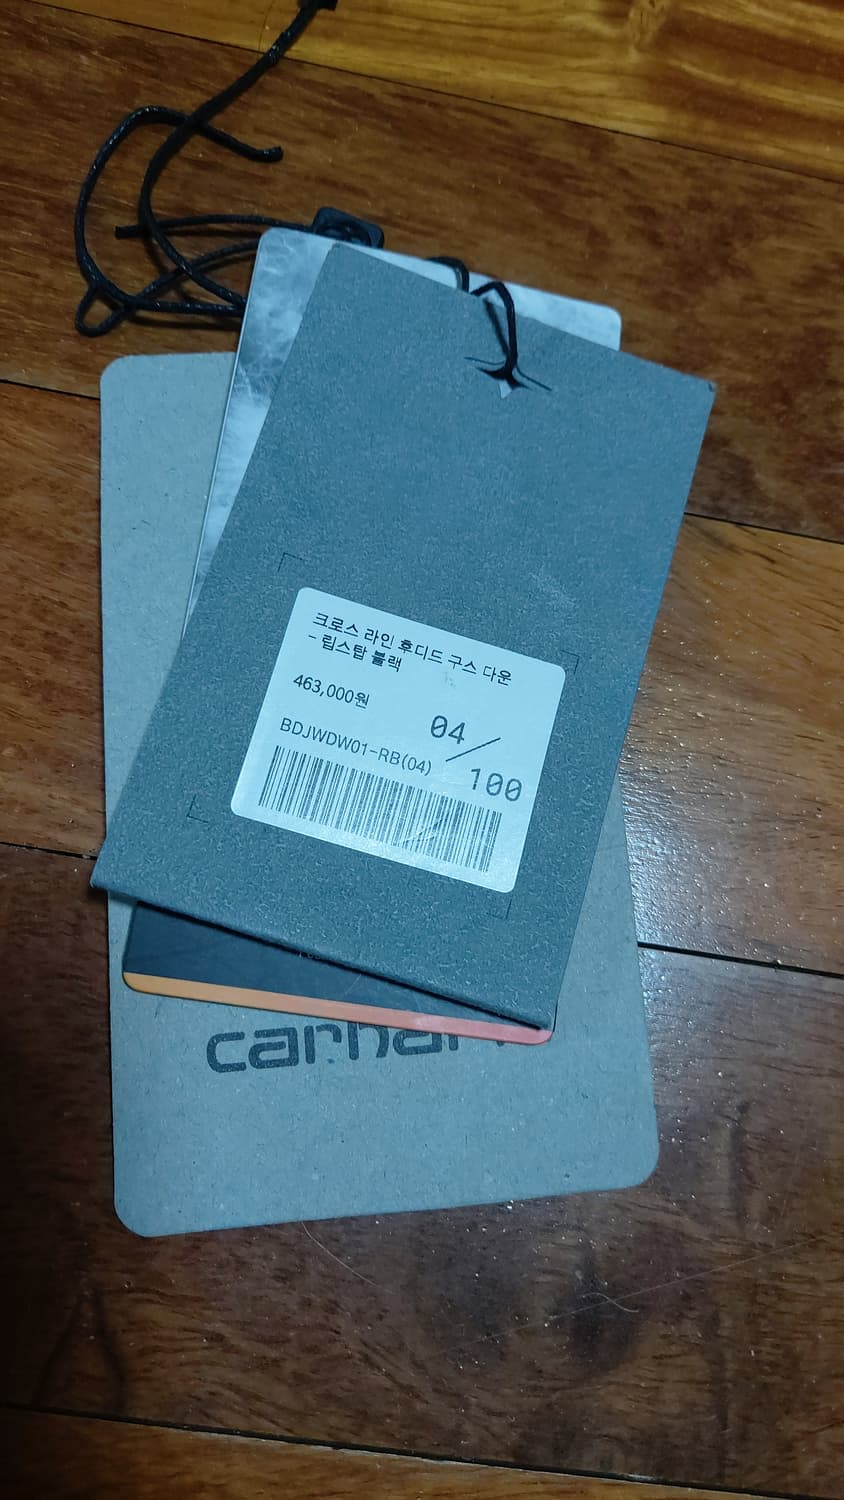 크로스 라인 후디드 구스 다운
- 립스탑 블랙
463,000원
04/100
BDJWDW01-RB(04)